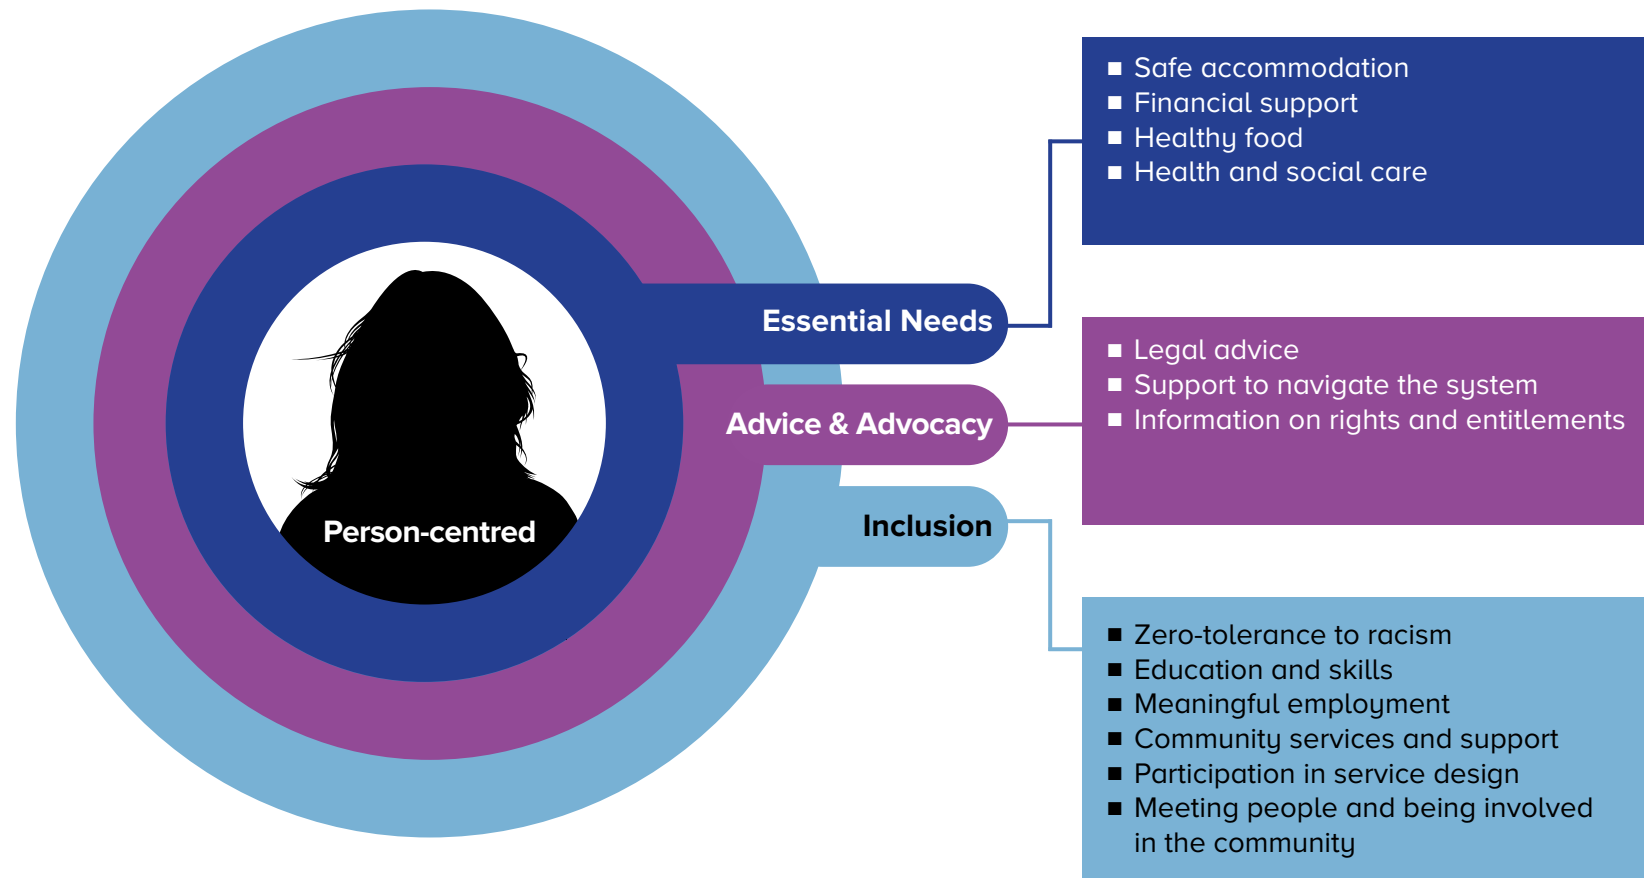 Person-centred
Essential Needs
Safe accommodation
Financial support
Healthy food
Health and social care
Advice & Advocacy
Legal advice
Support to navigate the system
Information on rights and entitlements
Inclusion
Zero-tolerance to racism
Education and skills
Meaningful employment
Community services and support
Participation in service design
Meeting people and being involved
in the community